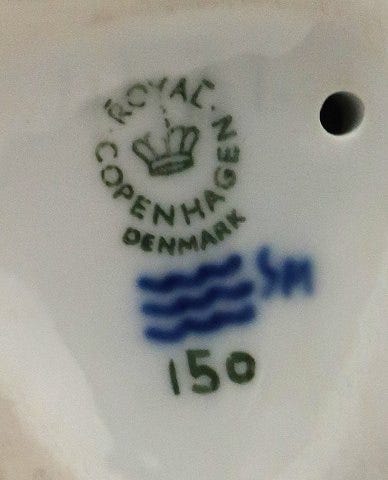 ROYAL COPENHAGEN
DENMARK
SM
150